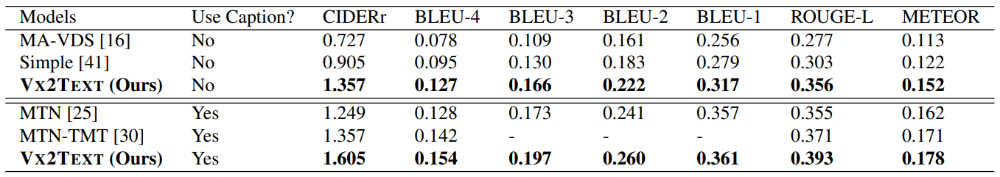 Models Use Caption? CIDERr BLEU-4 BLEU-3 BLEU-2 BLEU-1 ROUGE-L METEOR
MA-VDS [16] No 0.727 0.078 0.109 0.161 0.256 0.277 0.113
Simple [41] No 0.905 0.095 0.130 0.183 0.279 0.303 0.122
VX2TEXT (Ours) No 1.357 0.127 0.166 0.222 0.317 0.356 0.152
MTN [25] Yes 1.249 0.128 0.173 0.241 0.357 0.355 0.162
MTN-TMT [30] Yes 1.357 0.142 - - - 0.371 0.171
VX2TEXT (Ours) Yes 1.605 0.154 0.197 0.260 0.361 0.393 0.178